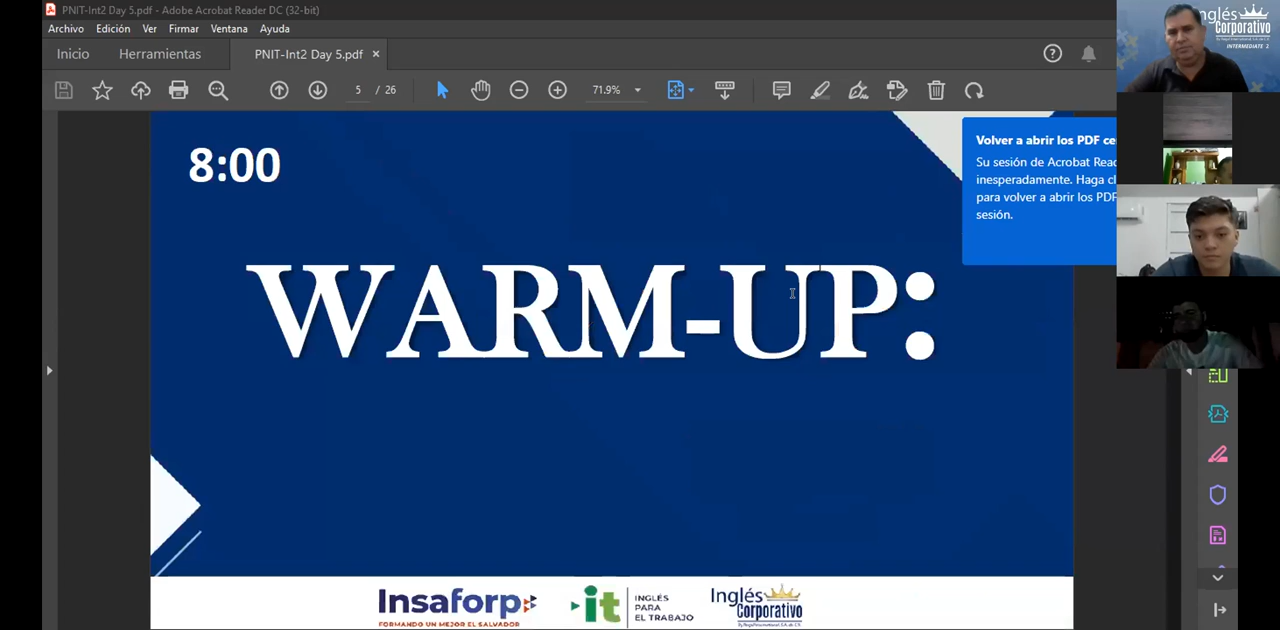 PNIT-Int2 Day 5.pdf - Adobe Acrobat Reader DC (32-bit)
Archivo Edición Ver Firmar Ventana Ayuda
Inicio Herramientas PNIT-Int2 Day 5.pdf ×
5 / 26 71.9%
8:00
WARM-UP:
Volver a abrir los PDF ce
Su sesión de Acrobat Read
inesperadamente. Haga cl
para volver a abrir los PDF
sesión.
Inglés
Corporativo
INTERMEDIATE 2
Insaforp
FORMANDO UN MEJOR EL SALVADOR
it
INGLÉS
PARA
EL TRABAJO
Inglés
Corporativo